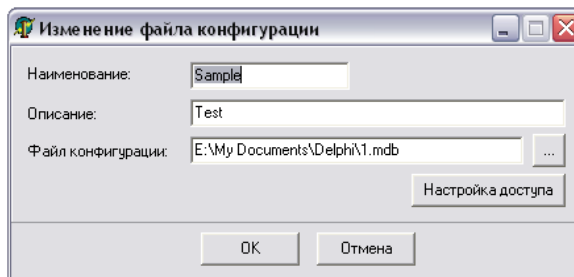 Изменение файла конфигурации
Наименование: Sample
Описание: Test
Файл конфигурации: E:\My Documents\Delphi\1.mdb ...
Настройка доступа
OK Отмена